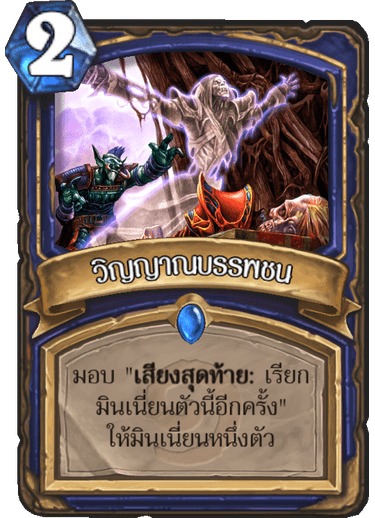 2
วิญญาณบรรพชน
มอบ "เสียงสุดท้าย: เรียก
มินเนี่ยนตัวนี้อีกครั้ง"
ให้มินเนี่ยนหนึ่งตัว